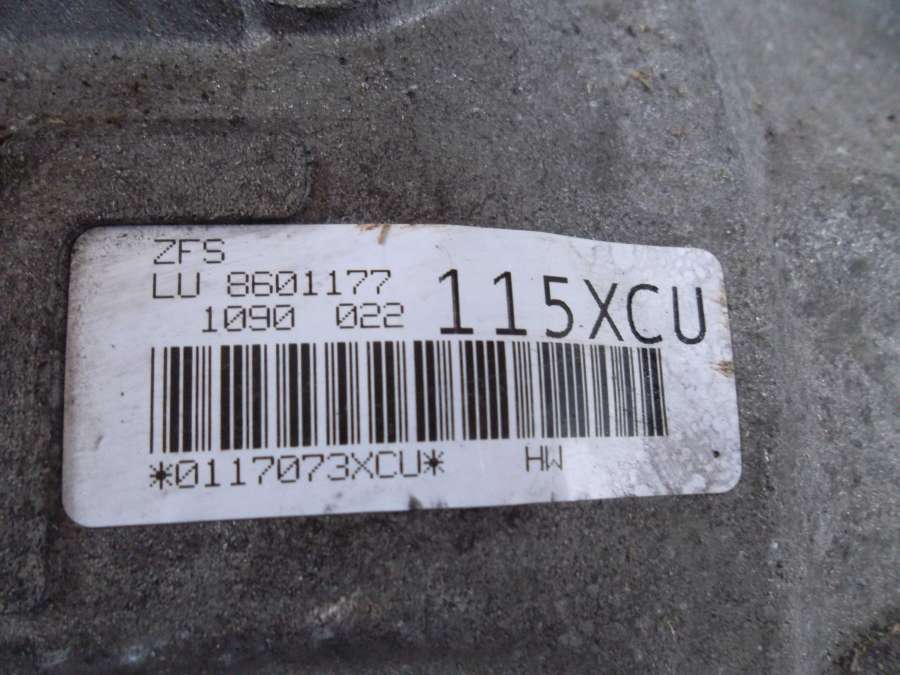 ZFS
LU 8601177
1090 022
115XCU
*0117073XCU* HW